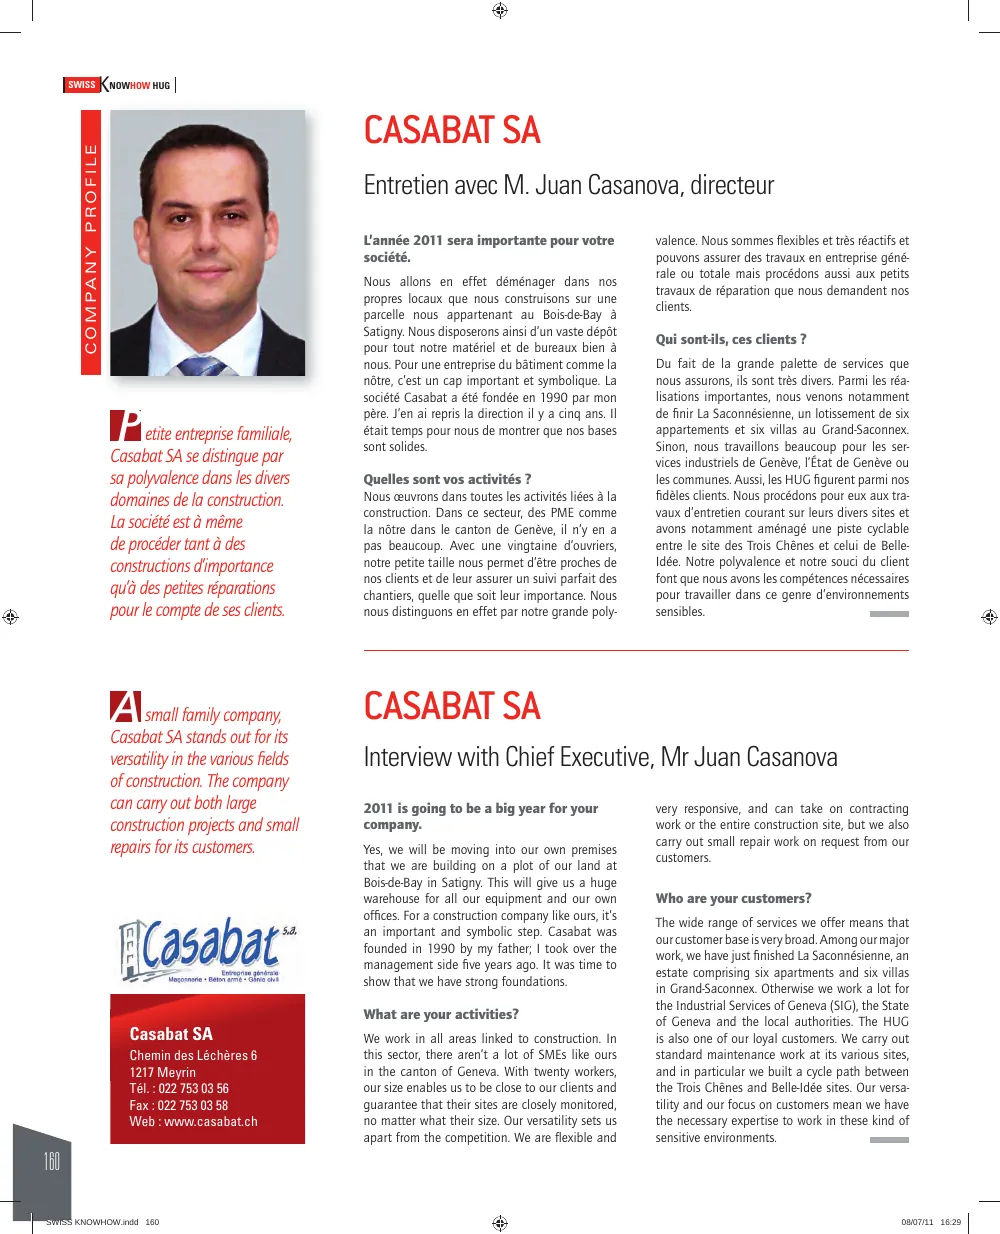 SWISS KNOWHOW HUG
COMPANY PROFILE
CASABAT SA
Entretien avec M. Juan Casanova, directeur
Petite entreprise familiale,
Casabat SA se distingue par
sa polyvalence dans les divers
domaines de la construction.
La société est à même
de procéder tant à des
constructions d'importance
qu'à des petites réparations
pour le compte de ses clients.
L'année 2011 sera importante pour votre
société.
Nous allons en effet déménager dans nos
propres locaux que nous construisons sur une
parcelle nous appartenant au Bois-de-Bay à
Satigny. Nous disposerons ainsi d'un vaste dépôt
pour tout notre matériel et de bureaux bien à
nous. Pour une entreprise du bâtiment comme la
nôtre, c'est un cap important et symbolique. La
société Casabat a été fondée en 1990 par mon
père. J'en ai repris la direction il y a cinq ans. Il
était temps pour nous de montrer que nos bases
sont solides.
Quelles sont vos activités ?
Nous œuvrons dans toutes les activités liées à la
construction. Dans ce secteur, des PME comme
la nôtre dans le canton de Genève, il n'y en a
pas beaucoup. Avec une vingtaine d'ouvriers,
notre petite taille nous permet d'être proches de
nos clients et de leur assurer un suivi parfait des
chantiers, quelle que soit leur importance. Nous
nous distinguons en effet par notre grande poly-
valence. Nous sommes flexibles et très réactifs et
pouvons assurer des travaux en entreprise géné-
rale ou totale mais procédons aussi aux petits
travaux de réparation que nous demandent nos
clients.
Qui sont-ils, ces clients ?
Du fait de la grande palette de services que
nous assurons, ils sont très divers. Parmi les réa-
lisations importantes, nous venons notamment
de finir La Saconnésienne, un lotissement de six
appartements et six villas au Grand-Saconnex.
Sinon, nous travaillons beaucoup pour les ser-
vices industriels de Genève, l'État de Genève ou
les communes. Aussi, les HUG figurent parmi nos
fidèles clients. Nous procédons pour eux aux tra-
vaux d'entretien courant sur leurs divers sites et
avons notamment aménagé une piste cyclable
entre le site des Trois Chênes et celui de Belle-
Idée. Notre polyvalence et notre souci du client
font que nous avons les compétences nécessaires
pour travailler dans ce genre d'environnements
sensibles.
CASABAT SA
Interview with Chief Executive, Mr Juan Casanova
A small family company,
Casabat SA stands out for its
versatility in the various fields
of construction. The company
can carry out both large
construction projects and small
repairs for its customers.
2011 is going to be a big year for your
company.
Yes, we will be moving into our own premises
that we are building on a plot of our land at
Bois-de-Bay in Satigny. This will give us a huge
warehouse for all our equipment and our own
offices. For a construction company like ours, it's
an important and symbolic step. Casabat was
founded in 1990 by my father; I took over the
management side five years ago. It was time to
show that we have strong foundations.
What are your activities?
We work in all areas linked to construction. In
this sector, there aren't a lot of SMEs like ours
in the canton of Geneva. With twenty workers,
our size enables us to be close to our clients and
guarantee that their sites are closely monitored,
no matter what their size. Our versatility sets us
apart from the competition. We are flexible and
very responsive, and can take on contracting
work or the entire construction site, but we also
carry out small repair work on request from our
customers.
Who are your customers?
The wide range of services we offer means that
our customer base is very broad. Among our major
work, we have just finished La Saconnésienne, an
estate comprising six apartments and six villas
in Grand-Saconnex. Otherwise we work a lot for
the Industrial Services of Geneva (SIG), the State
of Geneva and the local authorities. The HUG
is also one of our loyal customers. We carry out
standard maintenance work at its various sites,
and in particular we built a cycle path between
the Trois Chênes and Belle-Idée sites. Our versa-
tility and our focus on customers mean we have
the necessary expertise to work in these kind of
sensitive environments.
Casabat s.a.
Entreprise générale
Maçonnerie • Béton armé • Génie civil
Casabat SA
Chemin des Léchères 6
1217 Meyrin
Tél. : 022 753 03 56
Fax : 022 753 03 58
Web : www.casabat.ch
160
SWISS KNOWHOW.indd 160
08/07/11 16:29